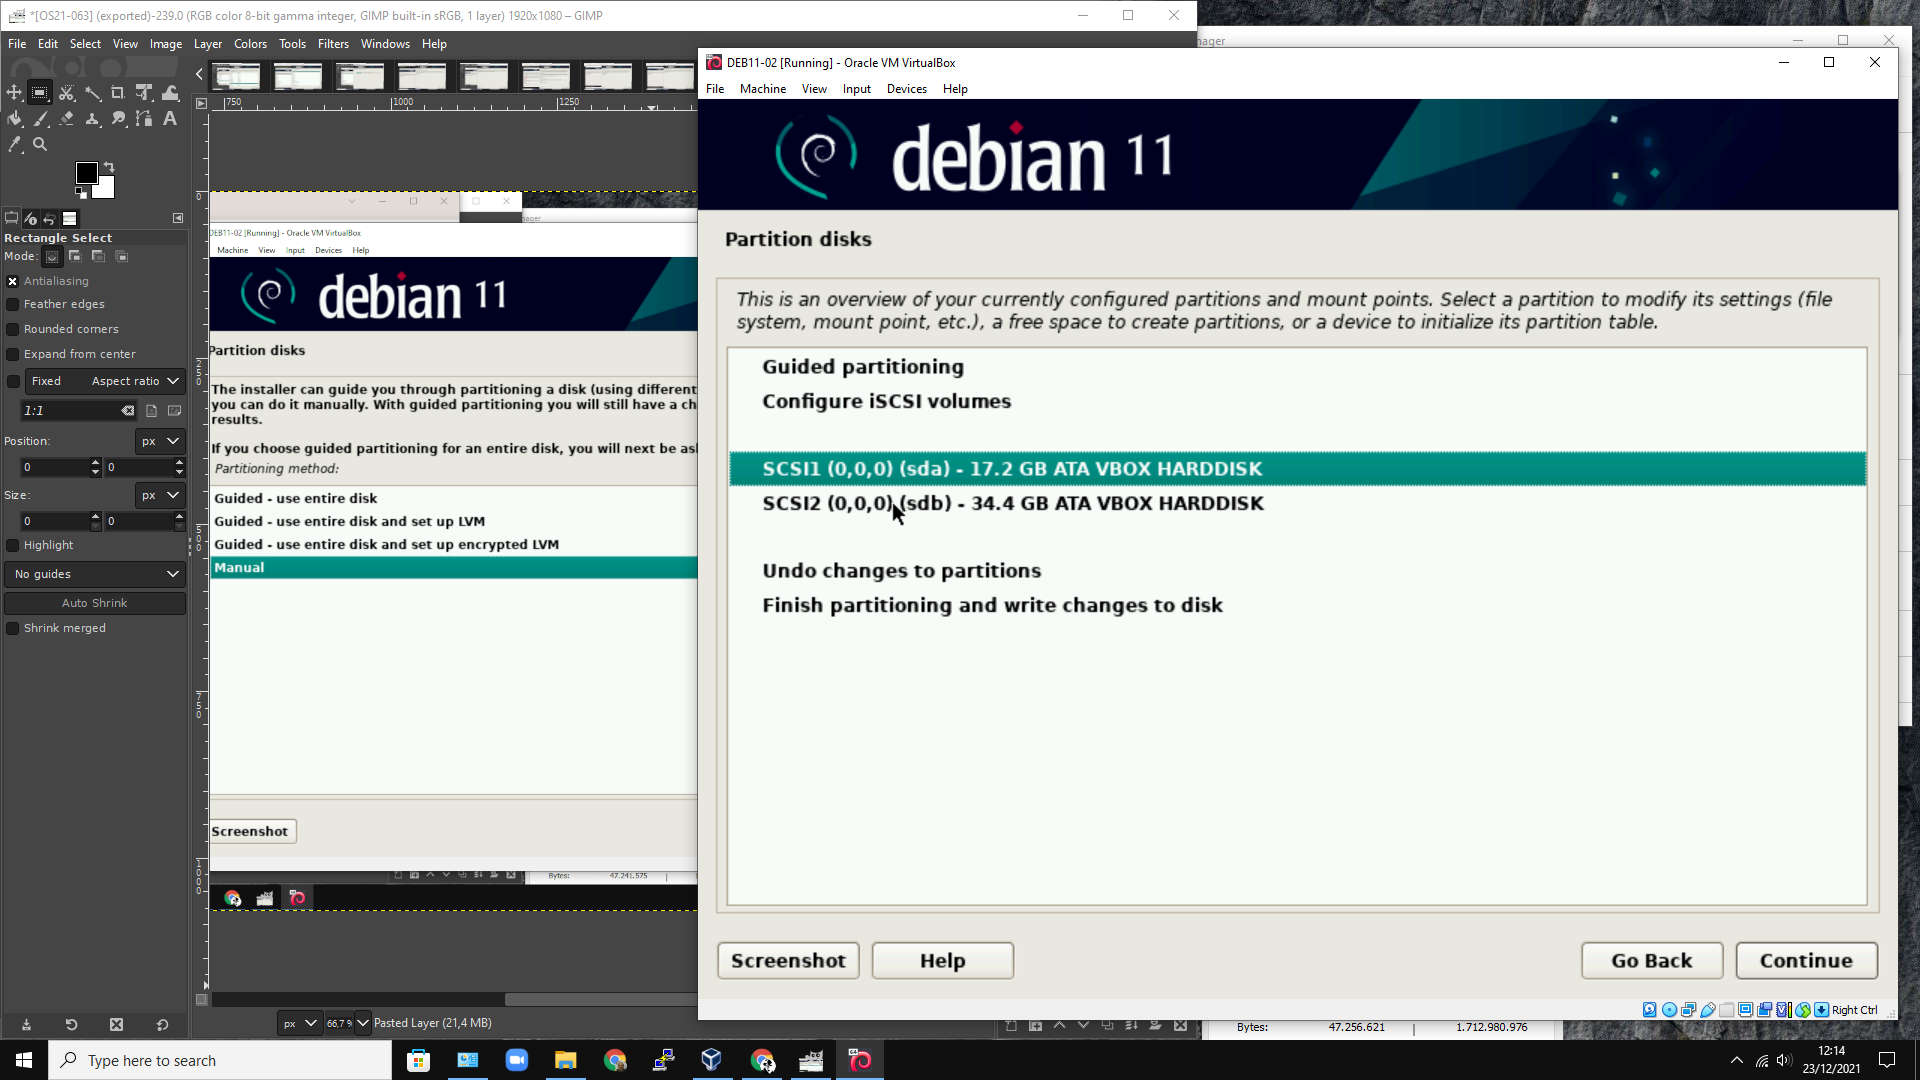 *[OS21-063] (exported)-239.0 (RGB color 8-bit gamma integer, GIMP built-in sRGB, 1 layer) 1920x1080 – GIMP
File Edit Select View Image Layer Colors Tools Filters Windows Help
750 1000 1250
Rectangle Select
Mode:
Antialiasing
Feather edges
Rounded corners
Expand from center
Fixed Aspect ratio
1:1
Position: px
0 0
Size: px
0 0
Highlight
No guides
Auto Shrink
Shrink merged
0
250
500
750
1000
nager
DEB11-02 [Running] - Oracle VM VirtualBox
Machine View Input Devices Help
debian 11
Partition disks
The installer can guide you through partitioning a disk (using different
you can do it manually. With guided partitioning you will still have a ch
results.
If you choose guided partitioning for an entire disk, you will next be as
Partitioning method:
Guided - use entire disk
Guided - use entire disk and set up LVM
Guided - use entire disk and set up encrypted LVM
Manual
Screenshot
Bytes: 47.241.575
px 66,7 % Pasted Layer (21,4 MB)
nager
DEB11-02 [Running] - Oracle VM VirtualBox
File Machine View Input Devices Help
debian 11
Partition disks
This is an overview of your currently configured partitions and mount points. Select a partition to modify its settings (file
system, mount point, etc.), a free space to create partitions, or a device to initialize its partition table.
Guided partitioning
Configure iSCSI volumes
SCSI1 (0,0,0) (sda) - 17.2 GB ATA VBOX HARDDISK
SCSI2 (0,0,0) (sdb) - 34.4 GB ATA VBOX HARDDISK
Undo changes to partitions
Finish partitioning and write changes to disk
Screenshot Help Go Back Continue
Right Ctrl
Bytes: 47.256.621 | 1.712.980.976
Type here to search
12:14
23/12/2021